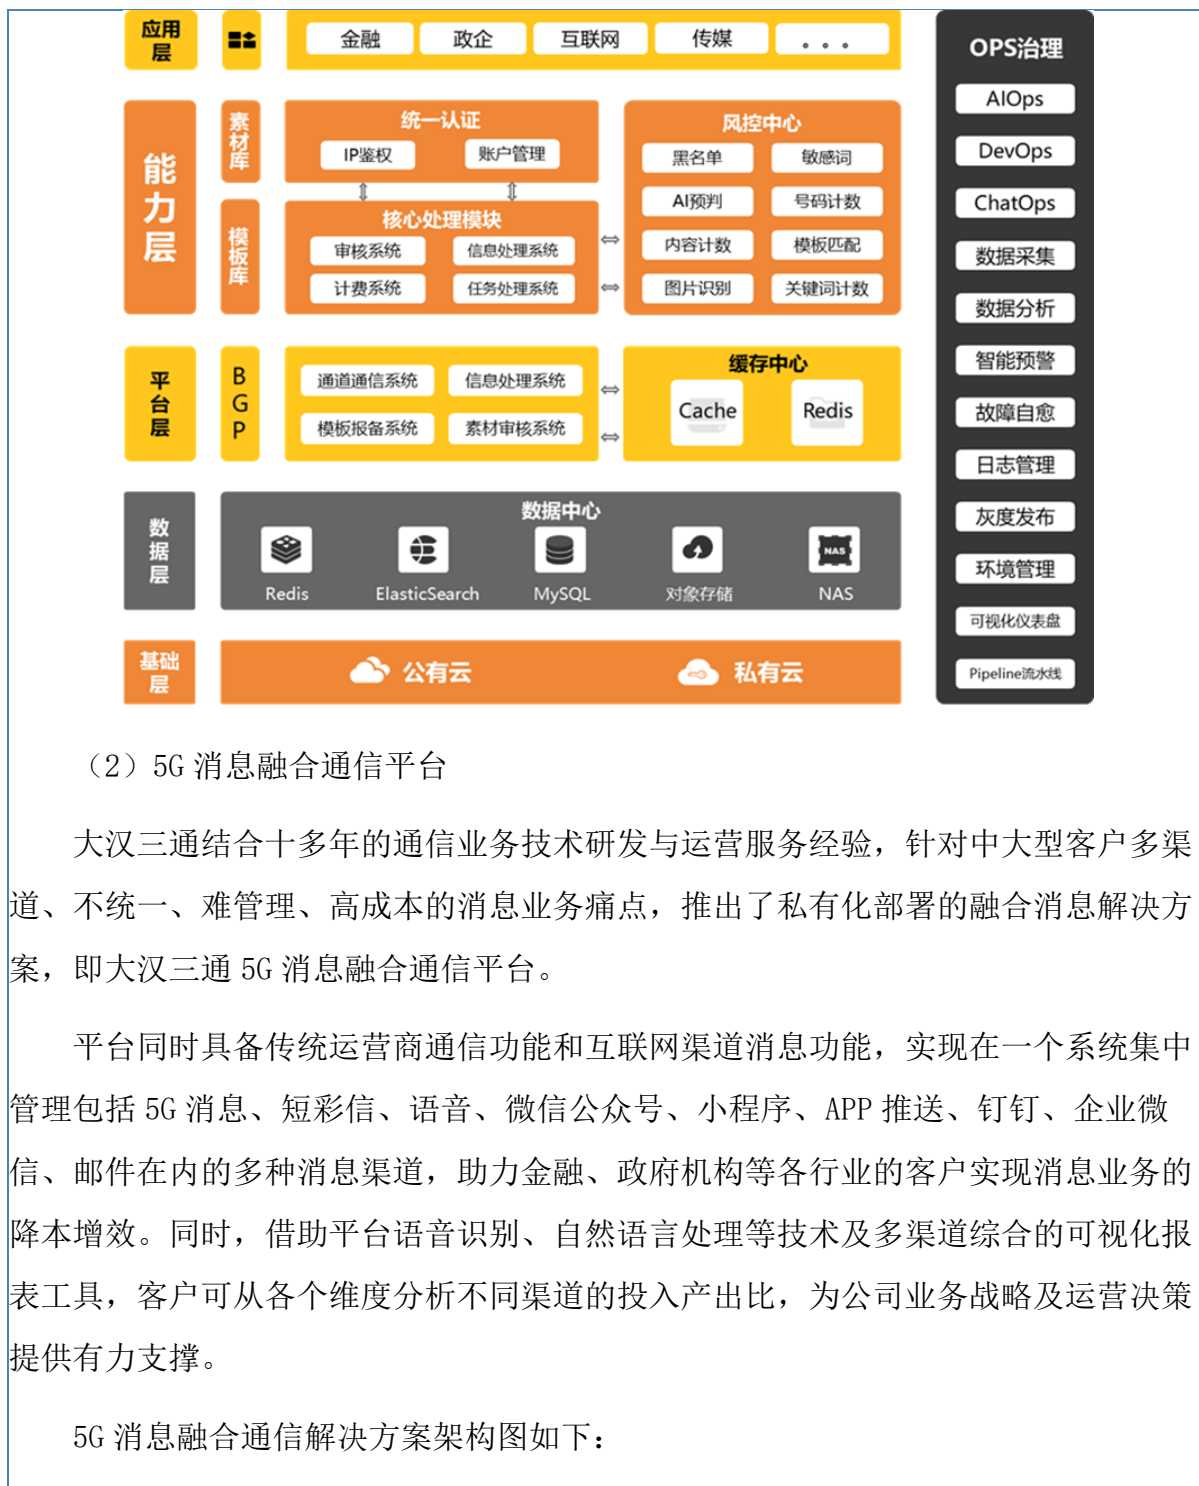 应用
层
金融 政企 互联网 传媒 。。。
能
力
层
素
材
库
模
板
库
统一认证
IP鉴权 账户管理
核心处理模块
审核系统 信息处理系统
计费系统 任务处理系统
风控中心
黑名单 敏感词
AI预判 号码计数
内容计数 模板匹配
图片识别 关键词计数
平
台
层
B
G
P
通道通信系统 信息处理系统
模板报备系统 素材审核系统
缓存中心
Cache Redis
数
据
层
数据中心
NAS
Redis ElasticSearch MySQL 对象存储 NAS
基础
层
公有云 私有云
OPS治理
AIOps
DevOps
ChatOps
数据采集
数据分析
智能预警
故障自愈
日志管理
灰度发布
环境管理
可视化仪表盘
Pipeline流水线
（2）5G 消息融合通信平台
大汉三通结合十多年的通信业务技术研发与运营服务经验，针对中大型客户多渠
道、不统一、难管理、高成本的消息业务痛点，推出了私有化部署的融合消息解决方
案，即大汉三通 5G 消息融合通信平台。
平台同时具备传统运营商通信功能和互联网渠道消息功能，实现在一个系统集中
管理包括 5G 消息、短彩信、语音、微信公众号、小程序、APP 推送、钉钉、企业微
信、邮件在内的多种消息渠道，助力金融、政府机构等各行业的客户实现消息业务的
降本增效。同时，借助平台语音识别、自然语言处理等技术及多渠道综合的可视化报
表工具，客户可从各个维度分析不同渠道的投入产出比，为公司业务战略及运营决策
提供有力支撑。
5G 消息融合通信解决方案架构图如下：